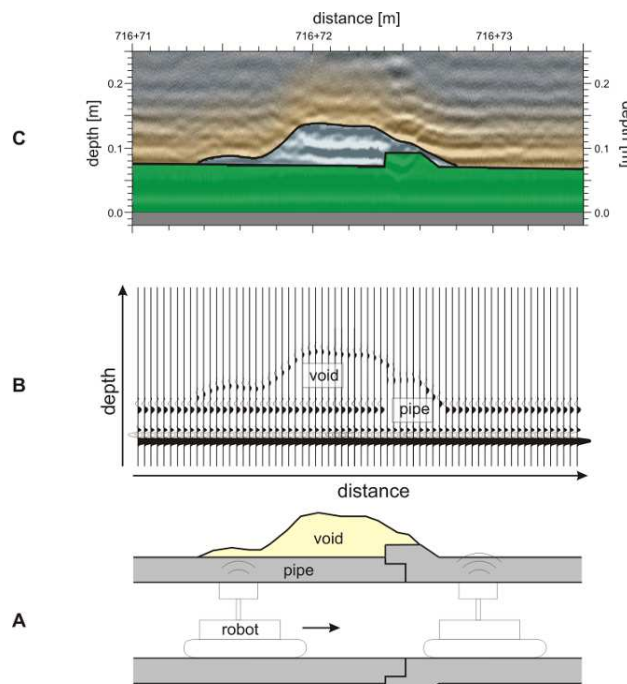 distance [m]
716+71 716+72 716+73
C
depth [m]
0.2
0.1
0.0
0.2
0.1
0.0
depth [m]
B
depth
void
pipe
distance
A
void
pipe
robot